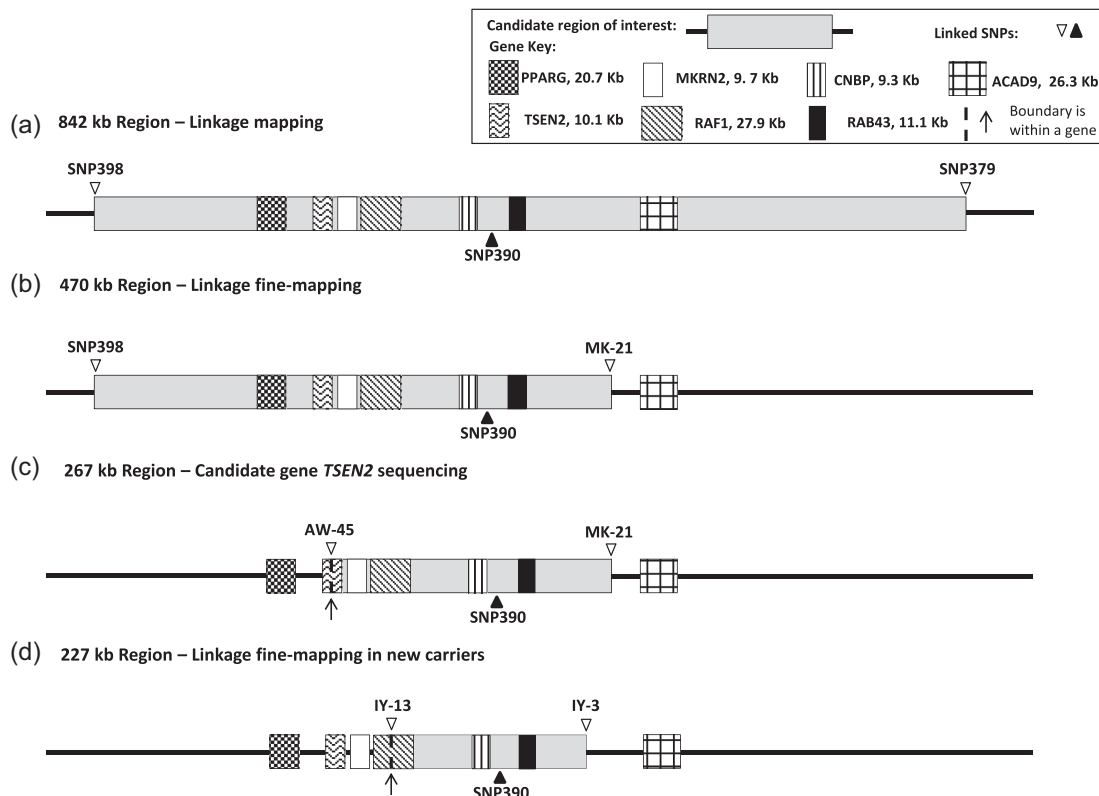 Candidate region of interest:
Linked SNPs:
Gene Key:
PPARG, 20.7 Kb
MKRN2, 9. 7 Kb
CNBP, 9.3 Kb
ACAD9, 26.3 Kb
TSEN2, 10.1 Kb
RAF1, 27.9 Kb
RAB43, 11.1 Kb
Boundary is
within a gene
(a) 842 kb Region – Linkage mapping
SNP398
SNP379
SNP390
(b) 470 kb Region – Linkage fine-mapping
SNP398
MK-21
SNP390
(c) 267 kb Region – Candidate gene TSEN2 sequencing
AW-45
MK-21
SNP390
(d) 227 kb Region – Linkage fine-mapping in new carriers
IY-13
IY-3
SNP390